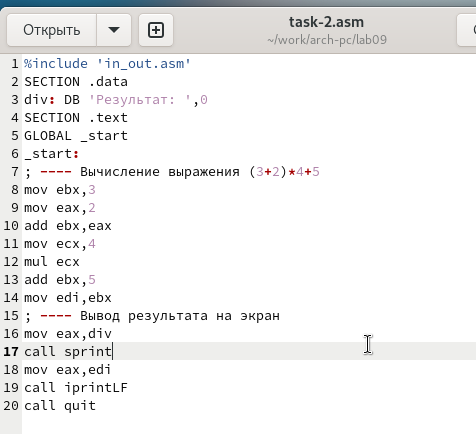 Открыть
task-2.asm
~/work/arch-pc/lab09
1 %include 'in_out.asm'
2 SECTION .data
3 div: DB 'Результат: ',0
4 SECTION .text
5 GLOBAL _start
6 _start:
7 ; ---- Вычисление выражения (3+2)*4+5
8 mov ebx,3
9 mov eax,2
10 add ebx,eax
11 mov ecx,4
12 mul ecx
13 add ebx,5
14 mov edi,ebx
15 ; ---- Вывод результата на экран
16 mov eax,div
17 call sprint
18 mov eax,edi
19 call iprintLF
20 call quit